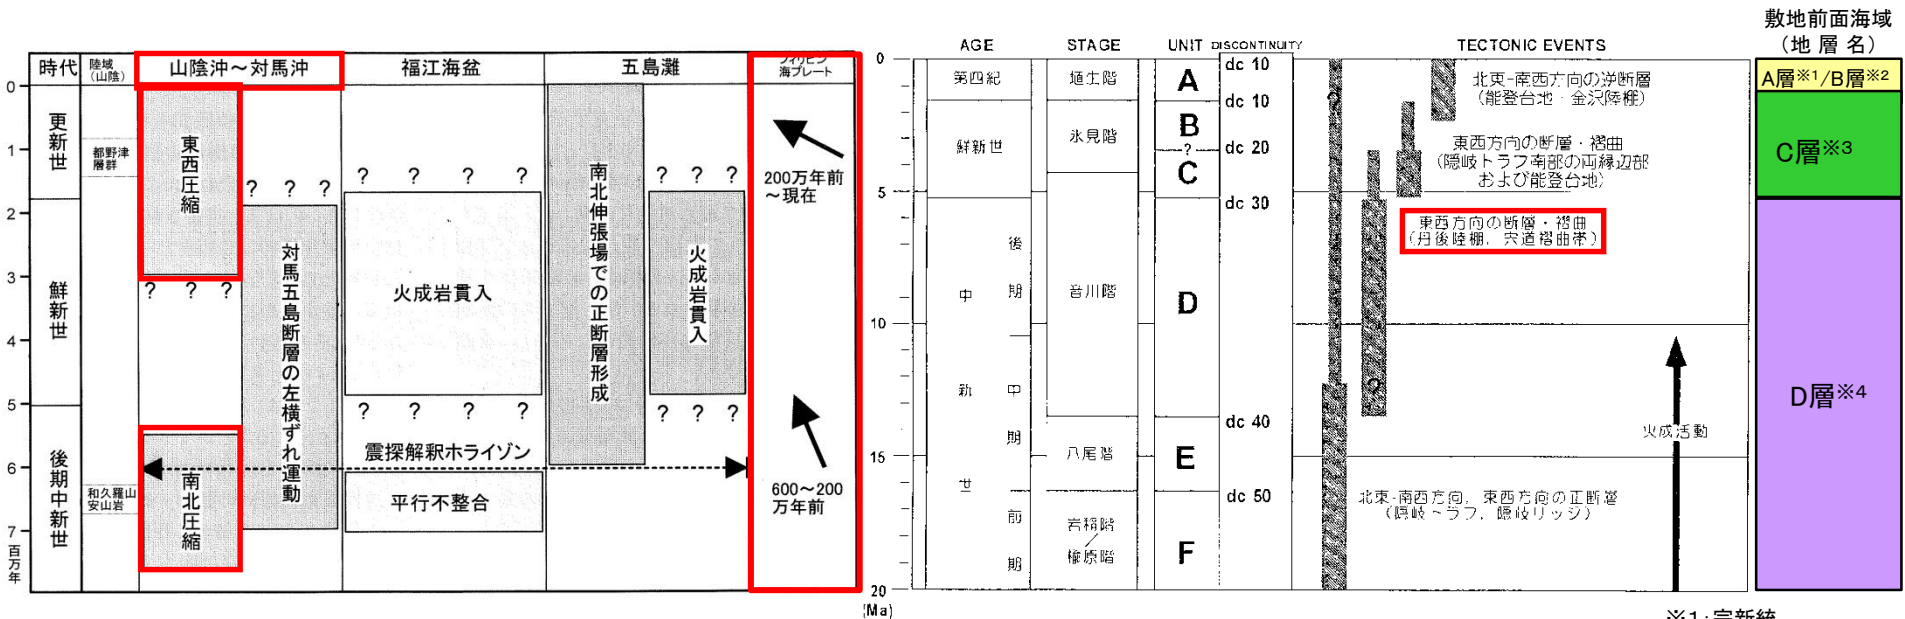 時代
陸域
(山陰)
山陰沖～対馬沖
福江海盆
五島灘
フィリピン
海プレート
0
1
2
3
4
5
6
7
百万年
更新世
鮮新世
後期中新世
都野津
層群
和久羅山
安山岩
東西圧縮
? ? ?
南北圧縮
? ? ?
対馬五島断層の左横ずれ運動
? ? ? ?
火成岩貫入
? ? ? ?
震探解釈ホライゾン
平行不整合
南北伸張場での正断層形成
? ? ?
火成岩貫入
? ? ?
200万年前
～現在
600～200
万年前
AGE
STAGE
UNIT
DISCONTINUITY
TECTONIC EVENTS
0
5
10
15
20
(Ma)
第四紀
鮮新世
中新世
後期
中期
前期
埴生階
氷見階
音川階
八尾階
岩稲階
楡原階
A
B
?
C
D
E
F
dc 10
dc 10
dc 20
dc 30
dc 40
dc 50
?
?
北東-南西方向の逆断層
(能登台地・金沢陸棚)
東西方向の断層・褶曲
(隠岐トラフ南部の両縁辺部
および能登台地)
東西方向の断層・褶曲
(丹後陸棚, 宍道褶曲帯)
火成活動
北東-南西方向, 東西方向の正断層
(隠岐トラフ, 隠岐リッジ)
敷地前面海域
(地層名)
A層※1/B層※2
C層※3
D層※4
※1:完新統